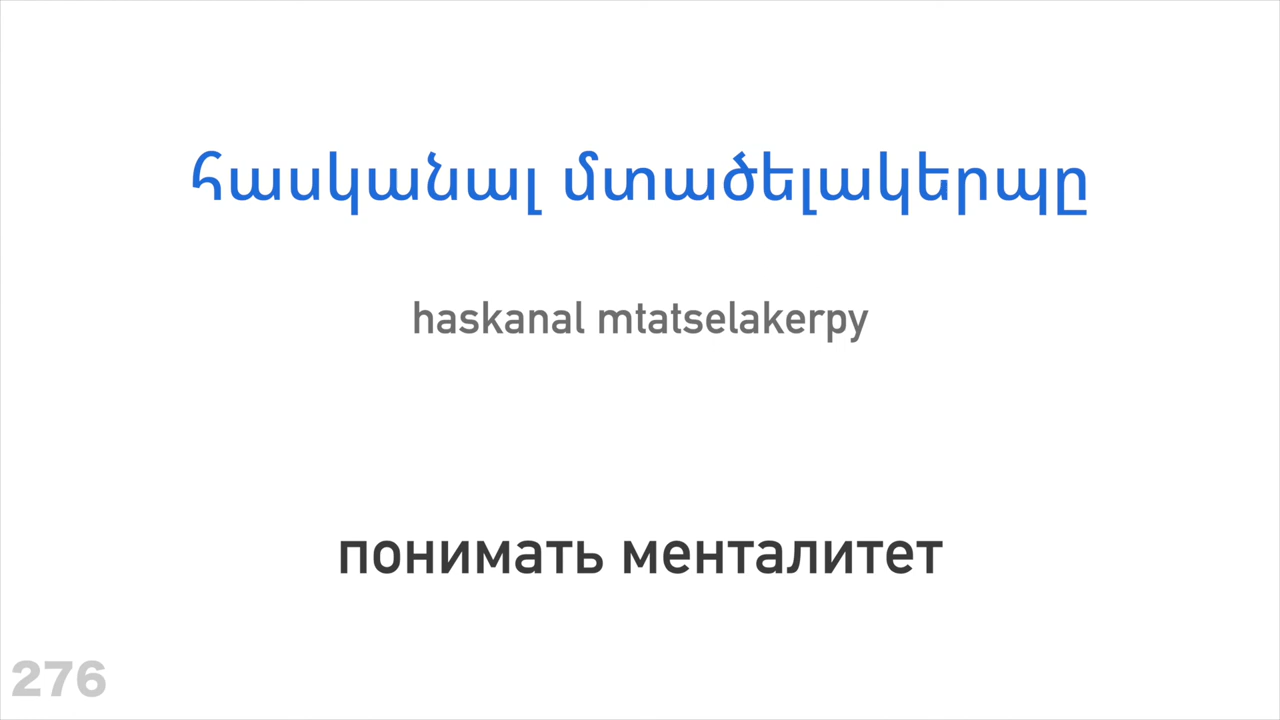 հասկանալ մտածելակերպը
haskanal mtatselakerpy
понимать менталитет
276